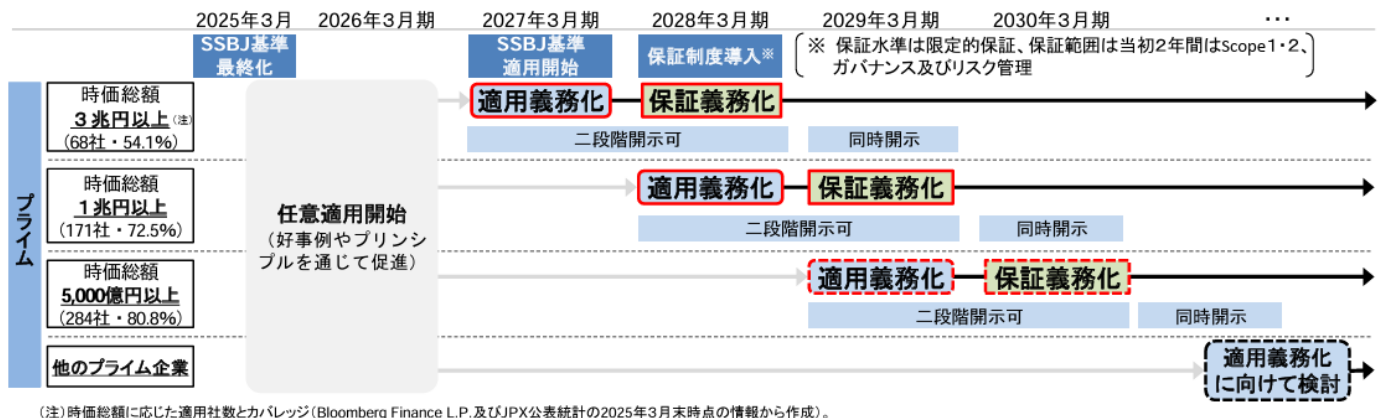 2025年3月 2026年3月期 2027年3月期 2028年3月期 2029年3月期 2030年3月期 …
SSBJ基準
最終化
SSBJ基準
適用開始
保証制度導入※
※ 保証水準は限定的保証、保証範囲は当初2年間はScope1・2、
ガバナンス及びリスク管理
プライム
時価総額
3兆円以上(注)
(68社・54.1%)
適用義務化
保証義務化
二段階開示可
同時開示
時価総額
1兆円以上
(171社・72.5%)
任意適用開始
(好事例やプリンシ
プルを通じて促進)
適用義務化
保証義務化
二段階開示可
同時開示
時価総額
5,000億円以上
(284社・80.8%)
適用義務化
保証義務化
二段階開示可
同時開示
他のプライム企業
適用義務化
に向けて検討
(注)時価総額に応じた適用社数とカバレッジ(Bloomberg Finance L.P.及びJPX公表統計の2025年3月末時点の情報から作成)。